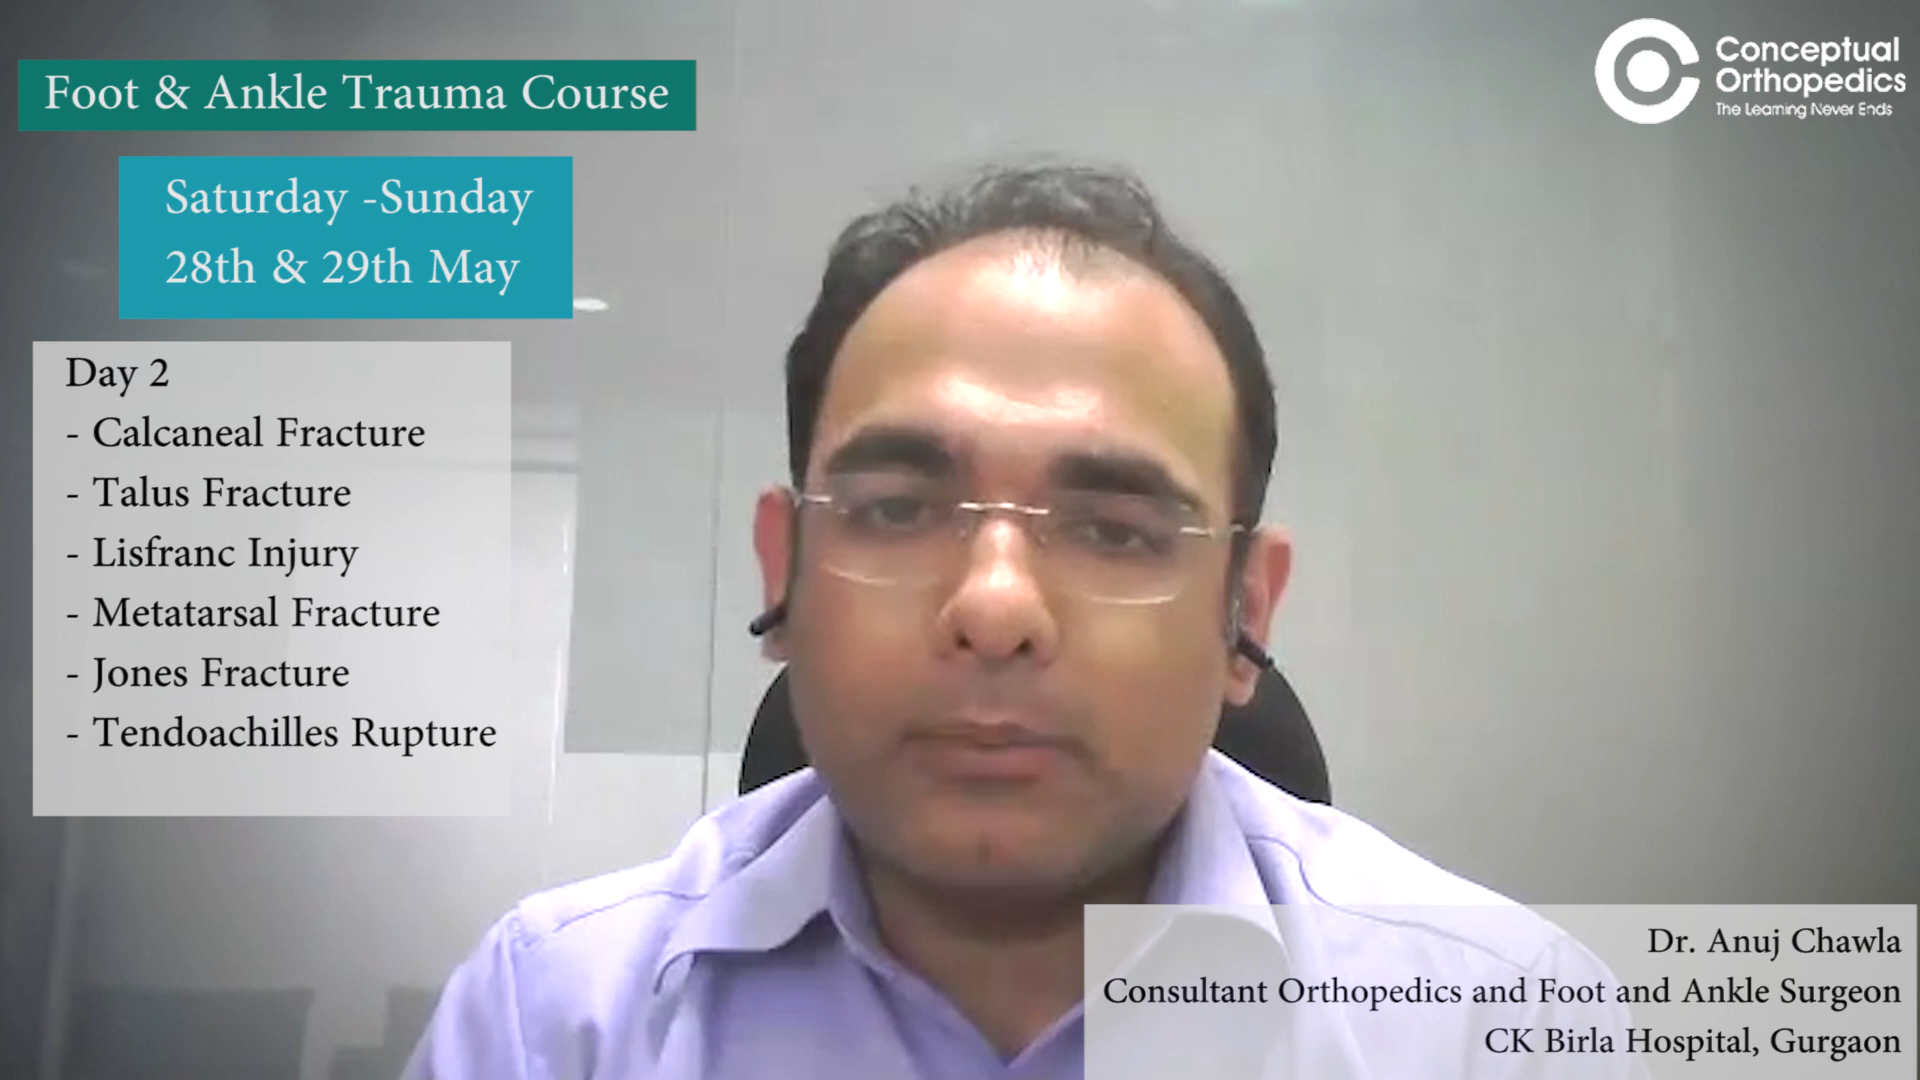 Foot & Ankle Trauma Course
Saturday -Sunday
28th & 29th May
Day 2
- Calcaneal Fracture
- Talus Fracture
- Lisfranc Injury
- Metatarsal Fracture
- Jones Fracture
- Tendoachilles Rupture
Conceptual
Orthopedics
The Learning Never Ends
Dr. Anuj Chawla
Consultant Orthopedics and Foot and Ankle Surgeon
CK Birla Hospital, Gurgaon